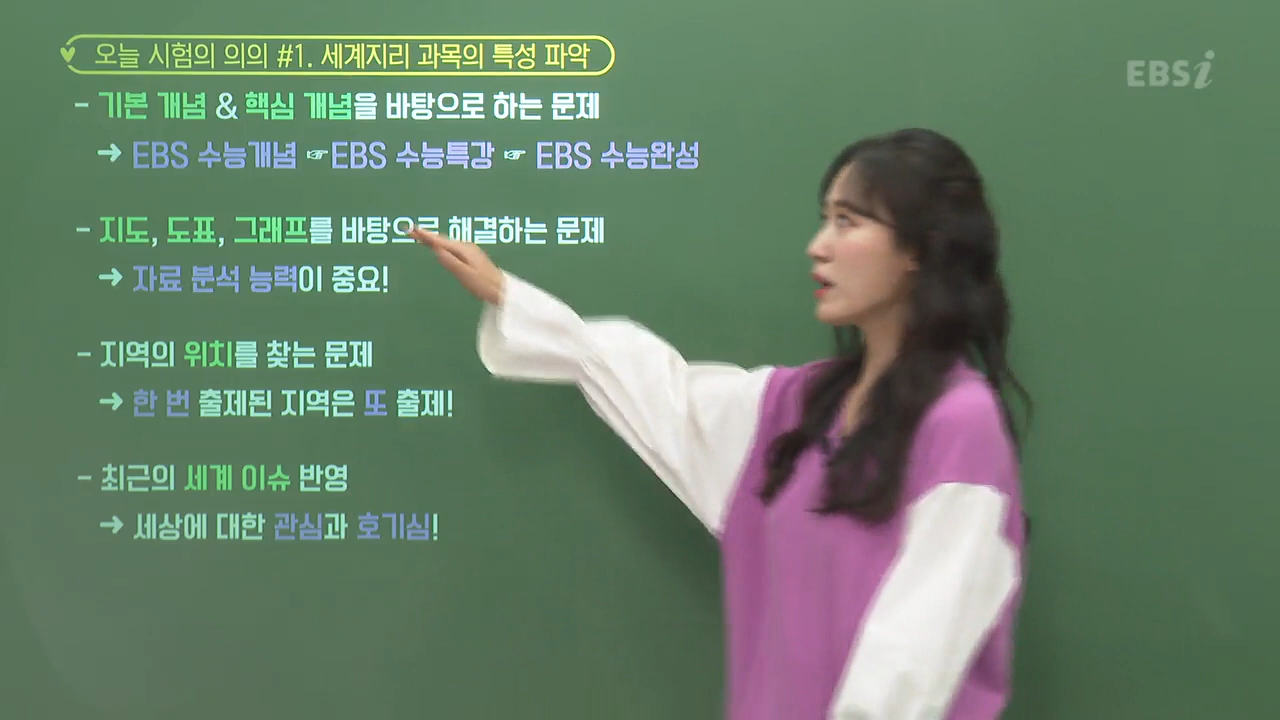 오늘 시험의 의의 #1. 세계지리 과목의 특성 파악
EBSi
- 기본 개념 & 핵심 개념을 바탕으로 하는 문제
→ EBS 수능개념 ☞ EBS 수능특강 ☞ EBS 수능완성
- 지도, 도표, 그래프를 바탕으로 해결하는 문제
→ 자료 분석 능력이 중요!
- 지역의 위치를 찾는 문제
→ 한 번 출제된 지역은 또 출제!
- 최근의 세계 이슈 반영
→ 세상에 대한 관심과 호기심!